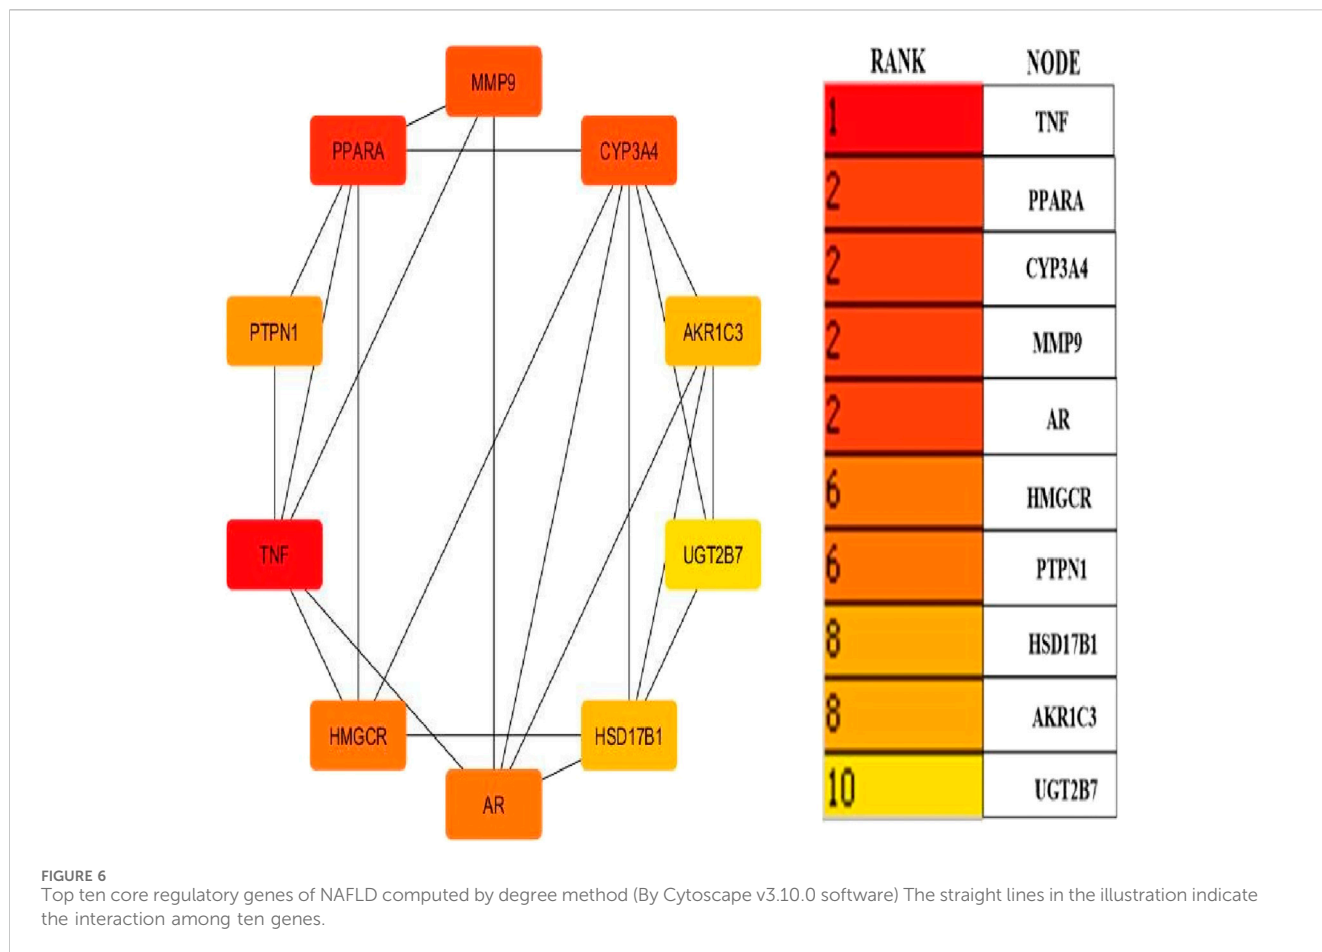 MMP9
PPARA
CYP3A4
PTPN1
AKR1C3
TNF
UGT2B7
HMGCR
HSD17B1
AR
RANK NODE
1 TNF
2 PPARA
2 CYP3A4
2 MMP9
2 AR
6 HMGCR
6 PTPN1
8 HSD17B1
8 AKR1C3
10 UGT2B7
FIGURE 6
Top ten core regulatory genes of NAFLD computed by degree method (By Cytoscape v3.10.0 software) The straight lines in the illustration indicate
the interaction among ten genes.